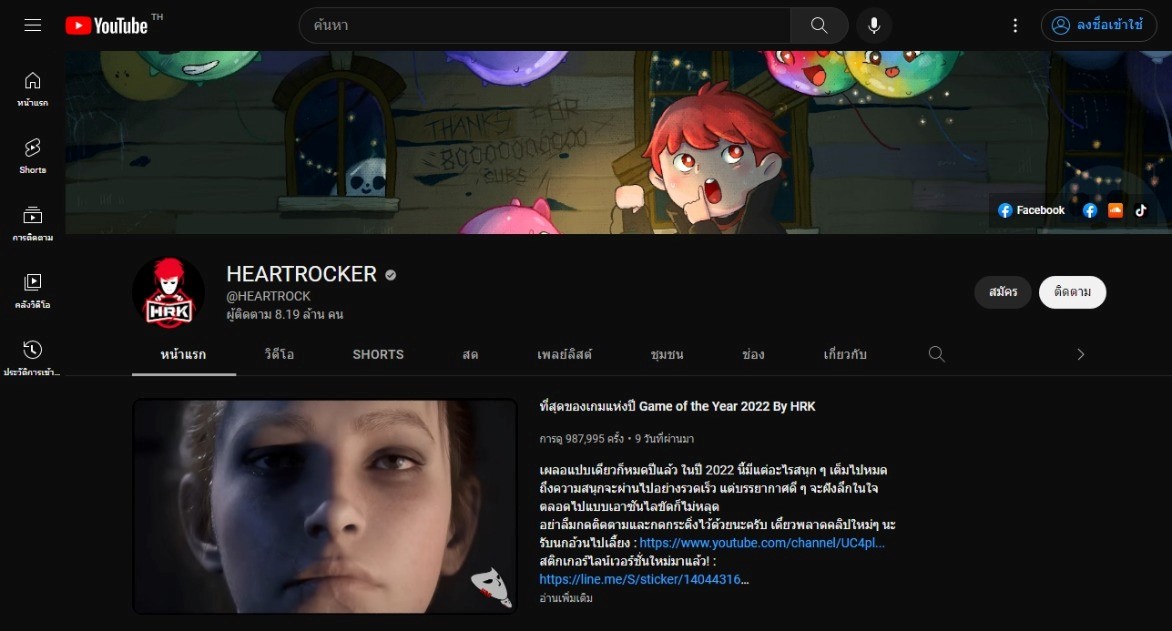 YouTube TH
ค้นหา
ลงชื่อเข้าใช้
หน้าแรก
Shorts
การติดตาม
คลังวิดีโอ
ประวัติการเข้า...
THANKS FOR
8000000000
SUBS
Facebook
HRK
HEARTROCKER
@HEARTROCK
ผู้ติดตาม 8.19 ล้าน คน
สมัคร
ติดตาม
หน้าแรก วิดีโอ SHORTS สด เพลย์ลิสต์ ชุมชน ช่อง เกี่ยวกับ
ที่สุดของเกมแห่งปี Game of the Year 2022 By HRK
การดู 987,995 ครั้ง • 9 วันที่ผ่านมา
เผลอแปบเดียวก็หมดปีแล้ว ในปี 2022 นี้มีแต่อะไรสนุก ๆ เต็มไปหมด
ถึงความสนุกจะผ่านไปอย่างรวดเร็ว แต่บรรยากาศดี ๆ จะฝังลึกในใจ
ตลอดไปแบบเอาซันไลขัดก็ไม่หลุด
อย่าลืมกดติดตามและกดกระดิ่งไว้ด้วยนะครับ เดี๋ยวพลาดคลิปใหม่ๆ นะ
รับนกอ้วนไปเลี้ยง : https://www.youtube.com/channel/UC4pl...
สติกเกอร์ไลน์เวอร์ชั่นใหม่มาแล้ว! :
https://line.me/S/sticker/14044316...
อ่านเพิ่มเติม